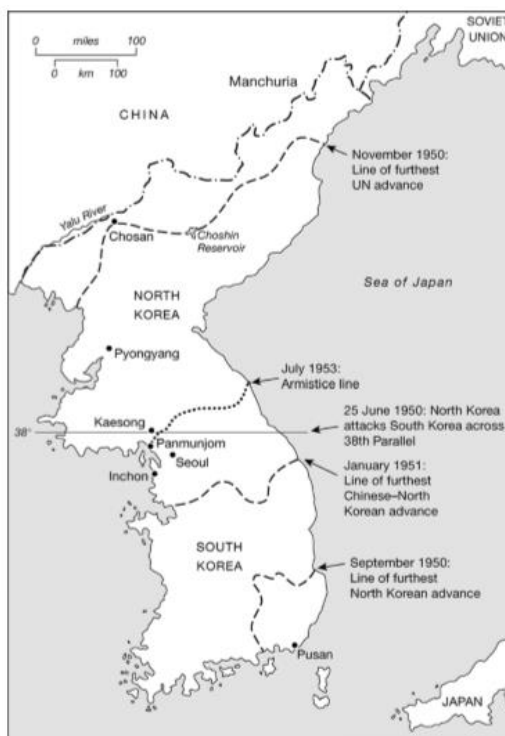 SOVIET
UNION
0 miles 100
0 km 100
Manchuria
CHINA
November 1950:
Line of furthest
UN advance
Yalu River
Chosan
Choshin
Reservoir
Sea of Japan
NORTH
KOREA
Pyongyang
July 1953:
Armistice line
25 June 1950: North Korea
attacks South Korea across
38th Parallel
Kaesong
38°
Panmunjom
Seoul
Inchon
January 1951:
Line of furthest
Chinese–North
Korean advance
SOUTH
KOREA
September 1950:
Line of furthest
North Korean advance
Pusan
JAPAN